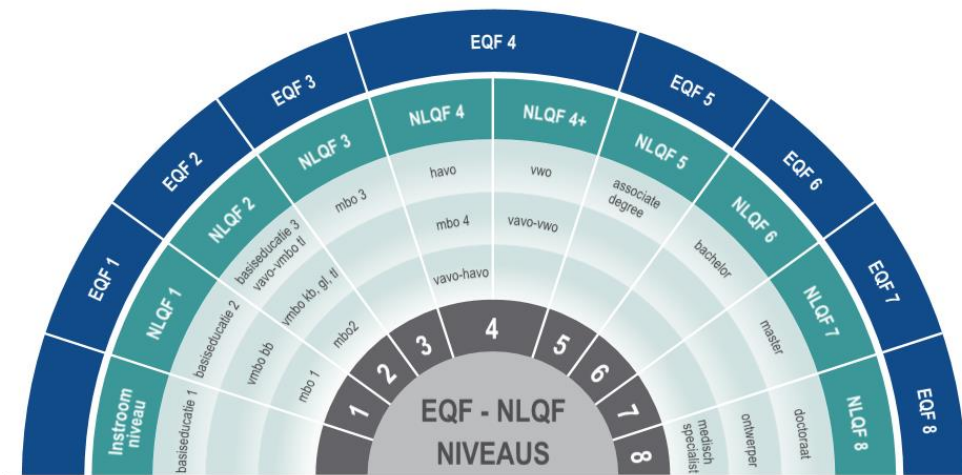 EQF 1
EQF 2
EQF 3
EQF 4
EQF 5
EQF 6
EQF 7
EQF 8
Instroom
niveau
NLQF 1
NLQF 2
NLQF 3
NLQF 4
NLQF 4+
NLQF 5
NLQF 6
NLQF 7
NLQF 8
basiseducatie 1
basiseducatie 2
vmbo bb
mbo 1
basiseducatie 3
vavo-vmbo tl
vmbo kb, gl, tl
mbo2
mbo 3
havo
mbo 4
vavo-havo
vwo
vavo-vwo
associate
degree
bachelor
master
doctoraat
ontwerper
medisch
specialist
1
2
3
4
5
6
7
8
EQF - NLQF
NIVEAUS